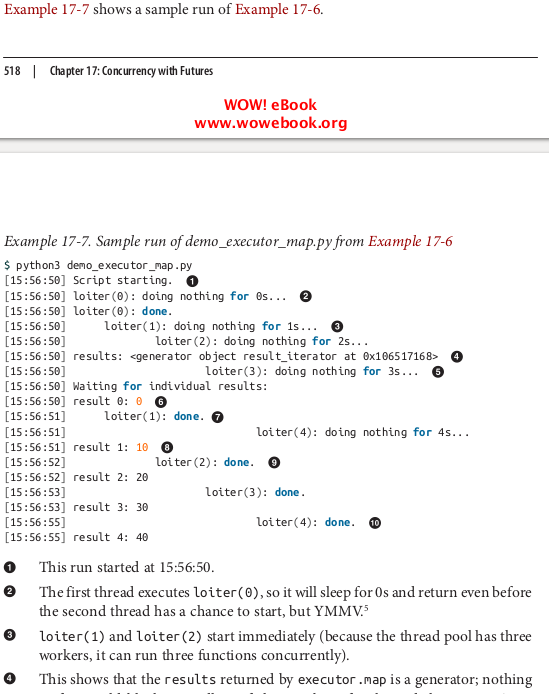 Example 17-7 shows a sample run of Example 17-6.
518 | Chapter 17: Concurrency with Futures
WOW! eBook
www.wowebook.org
Example 17-7. Sample run of demo_executor_map.py from Example 17-6
$ python3 demo_executor_map.py
[15:56:50] Script starting. ❶
[15:56:50] loiter(0): doing nothing for 0s... ❷
[15:56:50] loiter(0): done.
[15:56:50]      loiter(1): doing nothing for 1s... ❸
[15:56:50]              loiter(2): doing nothing for 2s...
[15:56:50] results: <generator object result_iterator at 0x106517168> ❹
[15:56:50]                      loiter(3): doing nothing for 3s... ❺
[15:56:50] Waiting for individual results:
[15:56:50] result 0: 0 ❻
[15:56:51]      loiter(1): done. ❼
[15:56:51]                              loiter(4): doing nothing for 4s...
[15:56:51] result 1: 10 ❽
[15:56:52]              loiter(2): done. ❾
[15:56:52] result 2: 20
[15:56:53]                      loiter(3): done.
[15:56:53] result 3: 30
[15:56:55]                              loiter(4): done. ❿
[15:56:55] result 4: 40
❶ This run started at 15:56:50.
❷ The first thread executes loiter(0), so it will sleep for 0s and return even before
the second thread has a chance to start, but YMMV.5
❸ loiter(1) and loiter(2) start immediately (because the thread pool has three
workers, it can run three functions concurrently).
❹ This shows that the results returned by executor.map is a generator; nothing